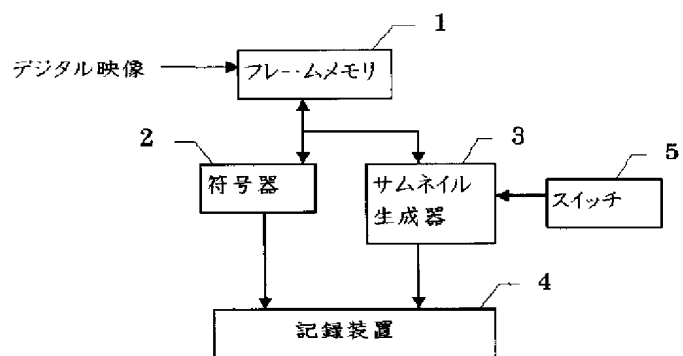 1
デジタル映像
フレームメモリ
2
3
5
符号器
サムネイル
生成器
スイッチ
4
記録装置